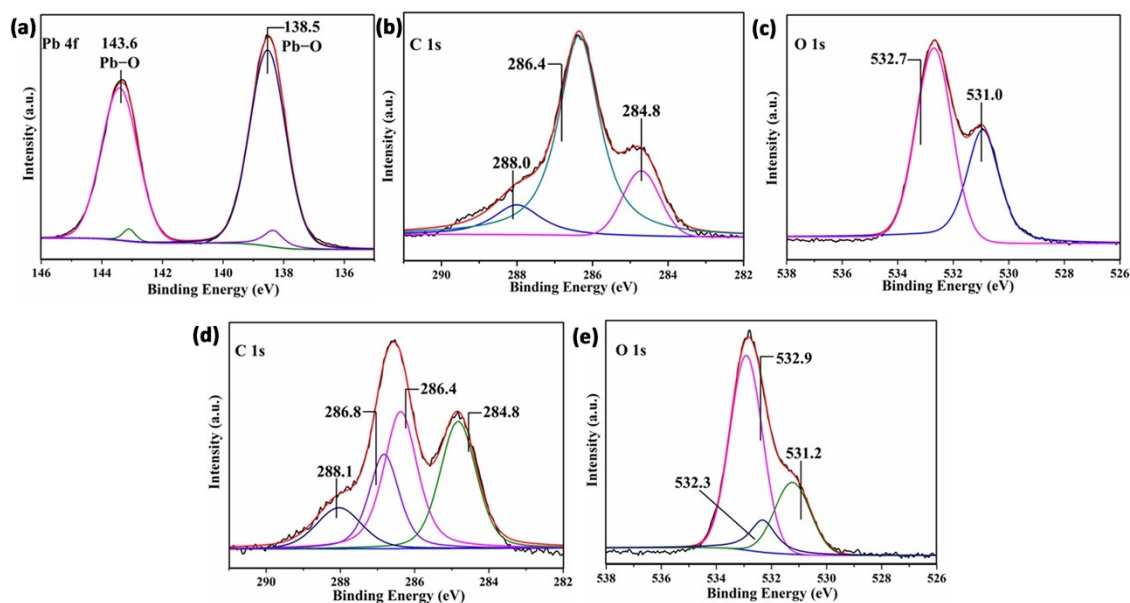 (a)
Pb 4f
143.6
Pb−O
138.5
Pb−O
Intensity (a.u.)
146 144 142 140 138 136
Binding Energy (eV)
(b)
C 1s
286.4
284.8
288.0
Intensity (a.u.)
290 288 286 284 282
Binding Energy (eV)
(c)
O 1s
532.7
531.0
Intensity (a.u.)
538 536 534 532 530 528 526
Binding Energy (eV)
(d)
C 1s
286.4
286.8
284.8
288.1
Intensity (a.u.)
290 288 286 284 282
Binding Energy (eV)
(e)
O 1s
532.9
531.2
532.3
Intensity (a.u.)
538 536 534 532 530 528 526
Binding Energy (eV)